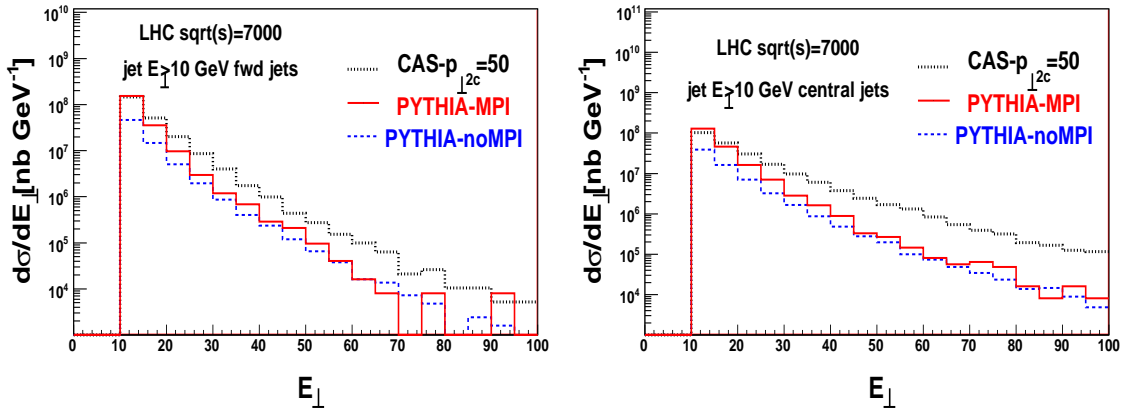 LHC sqrt(s)=7000
jet E⊥>10 GeV fwd jets
CAS-p⊥2c=50
PYTHIA-MPI
PYTHIA-noMPI
dσ/dE⊥[nb GeV⁻¹]
10¹⁰
10⁹
10⁸
10⁷
10⁶
10⁵
10⁴
0 10 20 30 40 50 60 70 80 90 100
E⊥
LHC sqrt(s)=7000
jet E⊥>10 GeV central jets
CAS-p⊥2c=50
PYTHIA-MPI
PYTHIA-noMPI
dσ/dE⊥[nb GeV⁻¹]
10¹¹
10¹⁰
10⁹
10⁸
10⁷
10⁶
10⁵
10⁴
0 10 20 30 40 50 60 70 80 90 100
E⊥